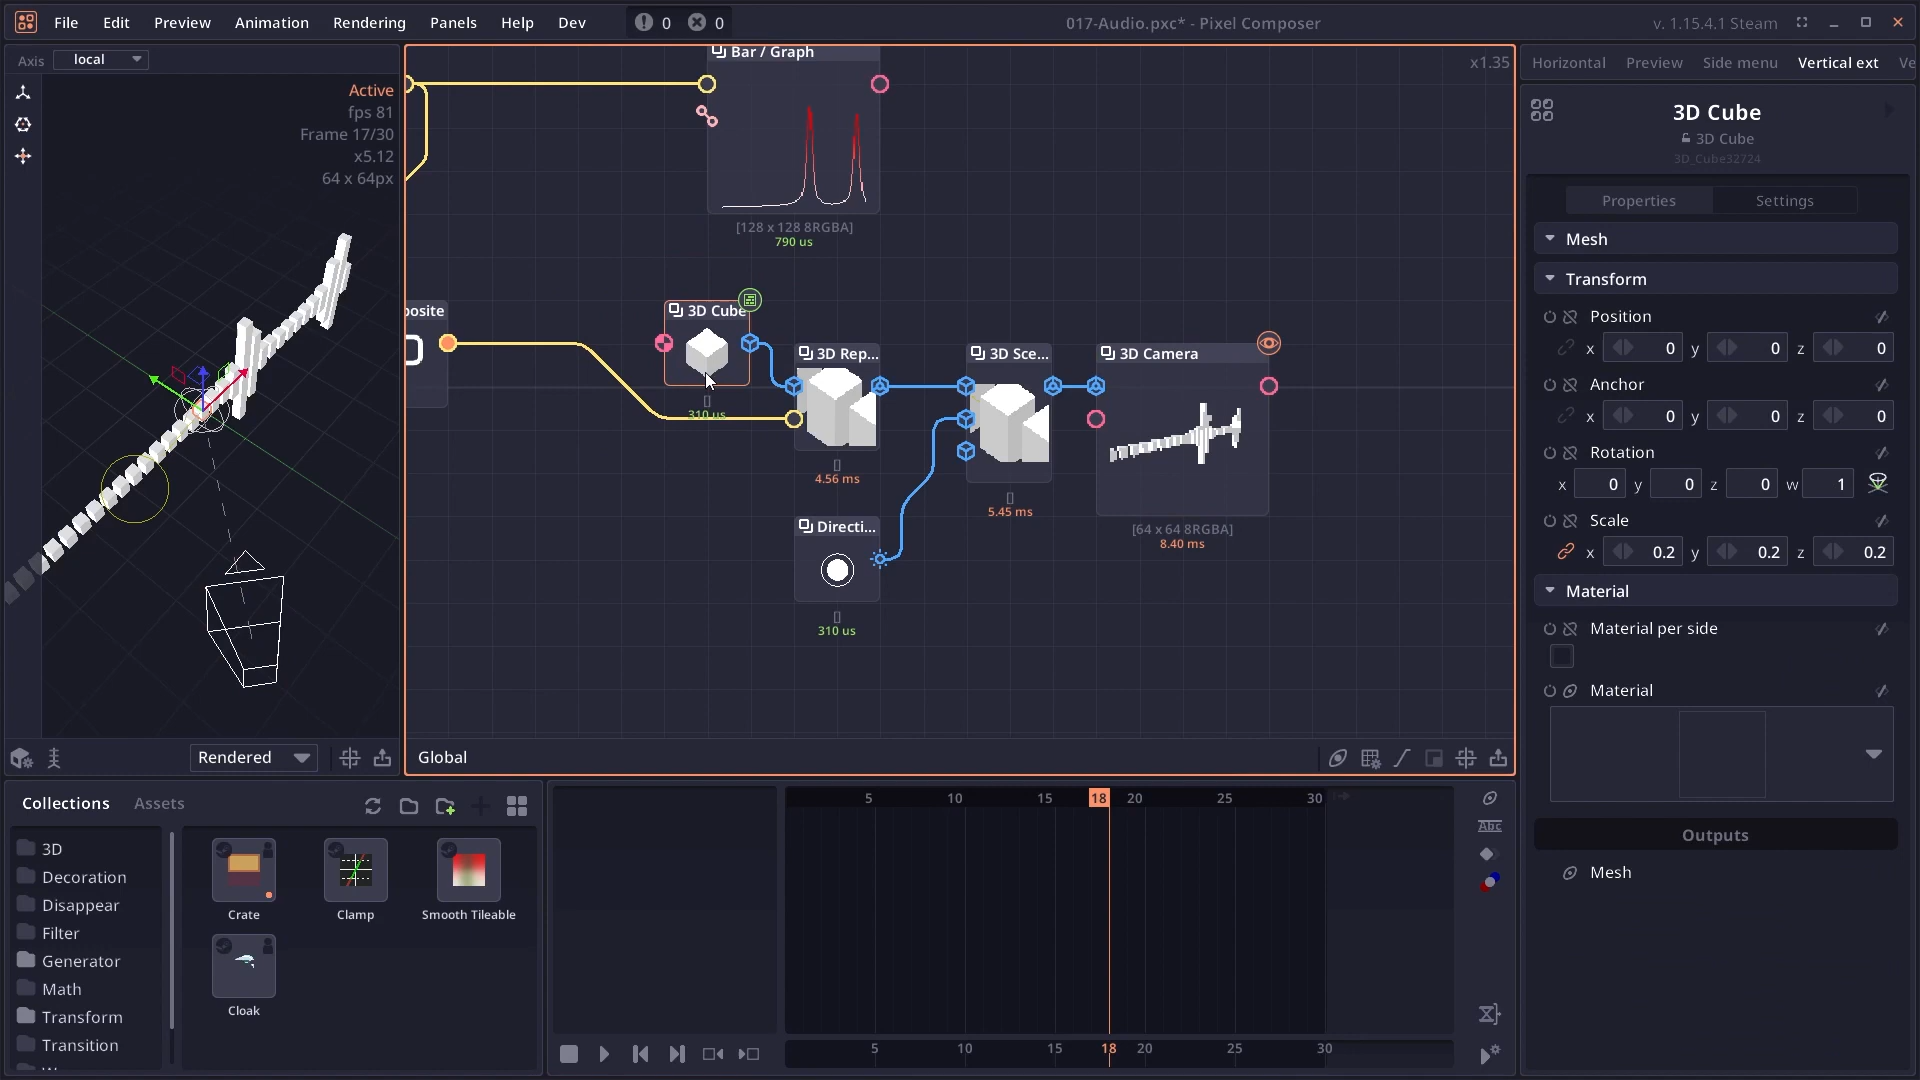 File Edit Preview Animation Rendering Panels Help Dev 0 0 017-Audio.pxc* - Pixel Composer v. 1.15.4.1 Steam
Axis local
Active
fps 81
Frame 17/30
x5.12
64 x 64px
Rendered
Bar / Graph
x1.35
[128 x 128 8RGBA]
790 us
posite
3D Cube
310 us
3D Rep...
4.56 ms
3D Sce...
5.45 ms
3D Camera
[64 x 64 8RGBA]
8.40 ms
Directi...
310 us
Global
Horizontal Preview Side menu Vertical ext Ve
3D Cube
3D Cube
3D_Cube32724
Properties Settings
Mesh
Transform
Position
x 0 y 0 z 0
Anchor
x 0 y 0 z 0
Rotation
x 0 y 0 z 0 w 1
Scale
x 0.2 y 0.2 z 0.2
Material
Material per side
Material
Outputs
Mesh
Collections Assets
3D
Decoration
Disappear
Filter
Generator
Math
Transform
Transition
Crate Clamp Smooth Tileable
Cloak
5 10 15 18 20 25 30
Abc
5 10 15 18 20 25 30